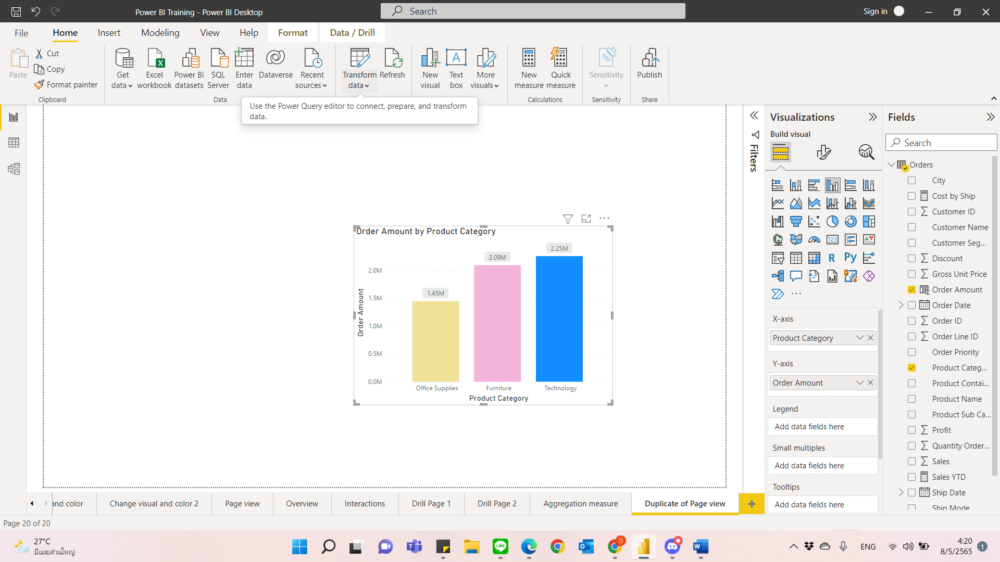 Power BI Training - Power BI Desktop
Search
Sign in
File
Home
Insert
Modeling
View
Help
Format
Data / Drill
Paste
Cut
Copy
Format painter
Clipboard
Get data
Excel workbook
Power BI datasets
SQL Server
Enter data
Dataverse
Recent sources
Data
Transform data
Refresh
New visual
Text box
More visuals
New measure
Quick measure
Calculations
Sensitivity
Sensitivity
Publish
Share
Use the Power Query editor to connect, prepare, and transform
data.
Order Amount by Product Category
Order Amount
2.0M
1.5M
1.0M
0.5M
0.0M
1.45M
2.09M
2.25M
Office Supplies
Furniture
Technology
Product Category
Filters
Visualizations
Build visual
123
R
Py
X-axis
Product Category
Y-axis
Order Amount
Legend
Add data fields here
Small multiples
Add data fields here
Tooltips
Add data fields here
Fields
Search
Orders
City
Cost by Ship
Customer ID
Customer Name
Customer Seg...
Discount
Gross Unit Price
Order Amount
Order Date
Order ID
Order Line ID
Order Priority
Product Categ...
Product Contai...
Product Name
Product Sub Ca...
Profit
Quantity Order...
Sales
Sales YTD
Ship Date
Ship Mode
and color
Change visual and color 2
Page view
Overview
Interactions
Drill Page 1
Drill Page 2
Aggregation measure
Duplicate of Page view
Page 20 of 20
27°C
มีเมฆส่วนใหญ่
LINE
0
ENG
4:20
8/5/2565
1